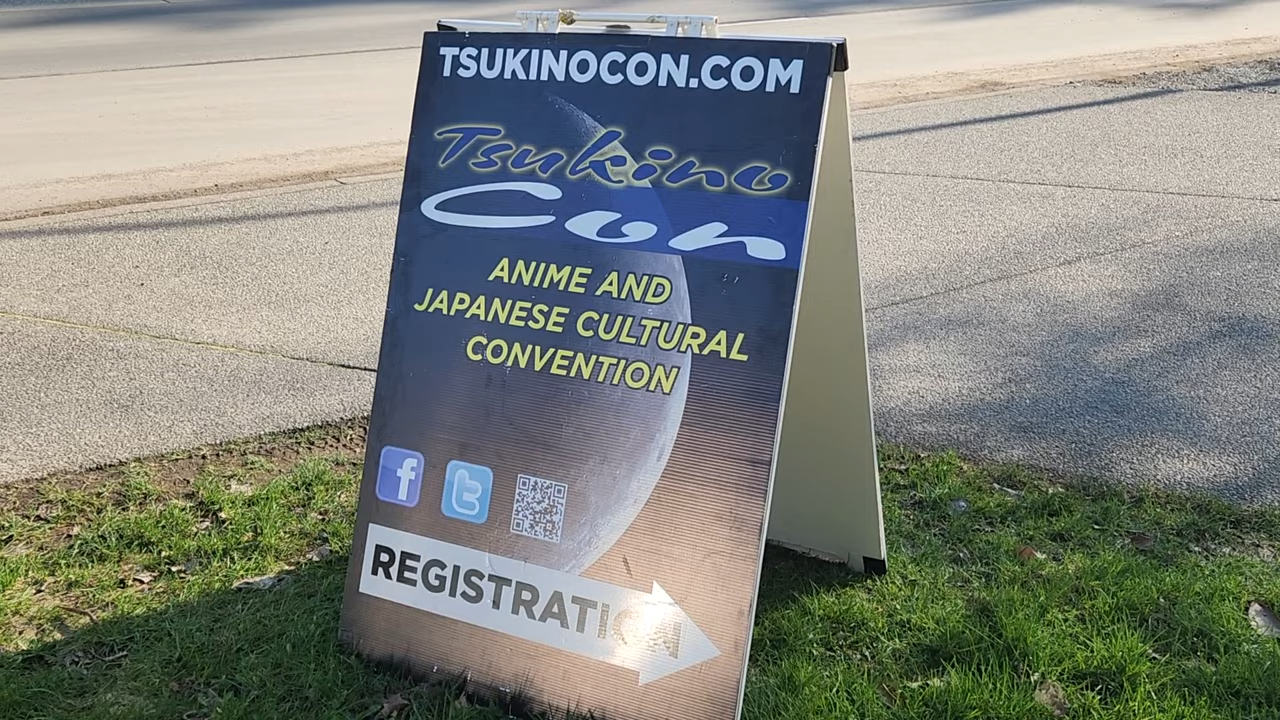 TSUKINOCON.COM
Tsukino
Con
ANIME AND
JAPANESE CULTURAL
CONVENTION
f
t
REGISTRATION